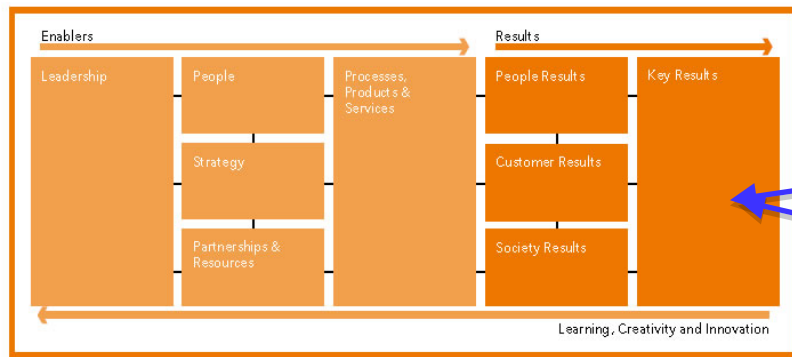 Enablers
Results
Leadership
People
Processes,
Products &
Services
People Results
Key Results
Strategy
Customer Results
Partnerships &
Resources
Society Results
Learning, Creativity and Innovation